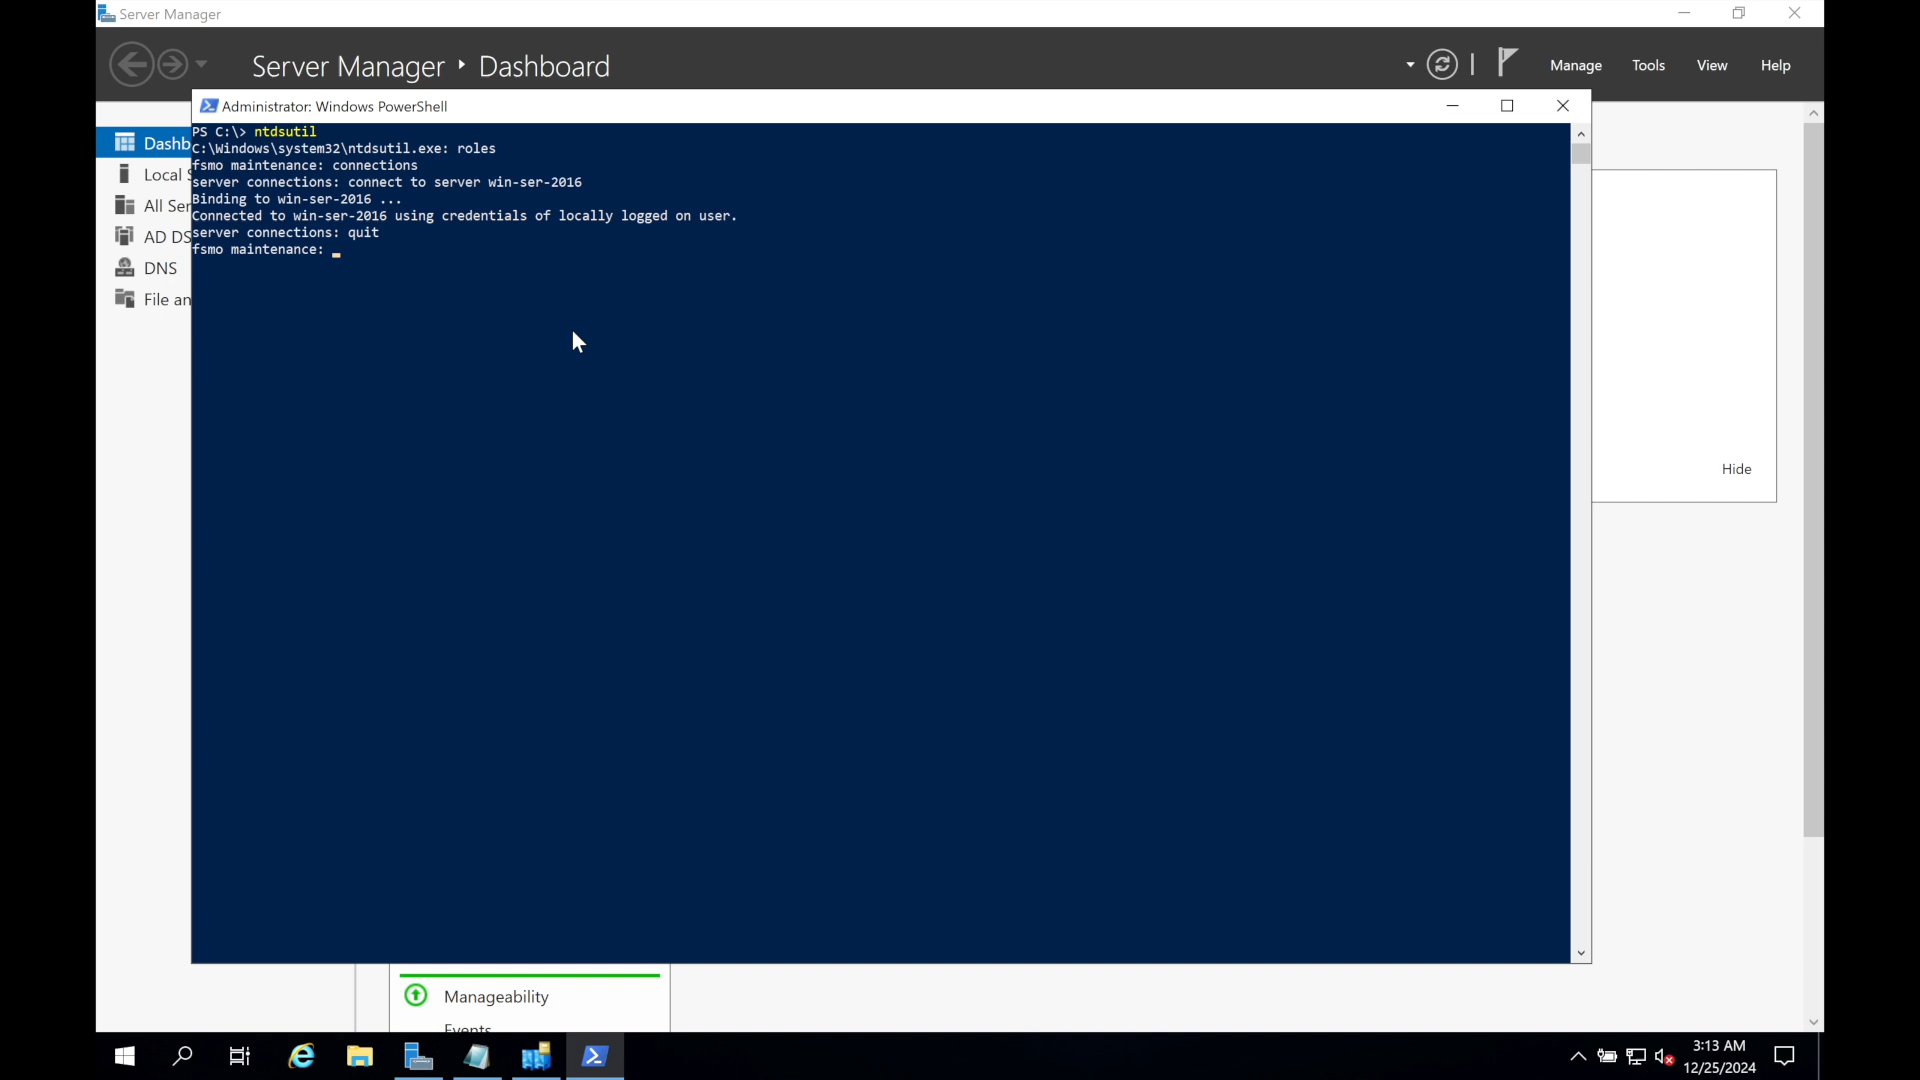 Server Manager
Server Manager ‣ Dashboard
Manage
Tools
View
Help
Administrator: Windows PowerShell
PS C:\> ntdsutil
C:\Windows\system32\ntdsutil.exe: roles
fsmo maintenance: connections
server connections: connect to server win-ser-2016
Binding to win-ser-2016 ...
Connected to win-ser-2016 using credentials of locally logged on user.
server connections: quit
fsmo maintenance:
Dashb
Local S
All Ser
AD DS
DNS
File an
Hide
Manageability
Events
3:13 AM
12/25/2024